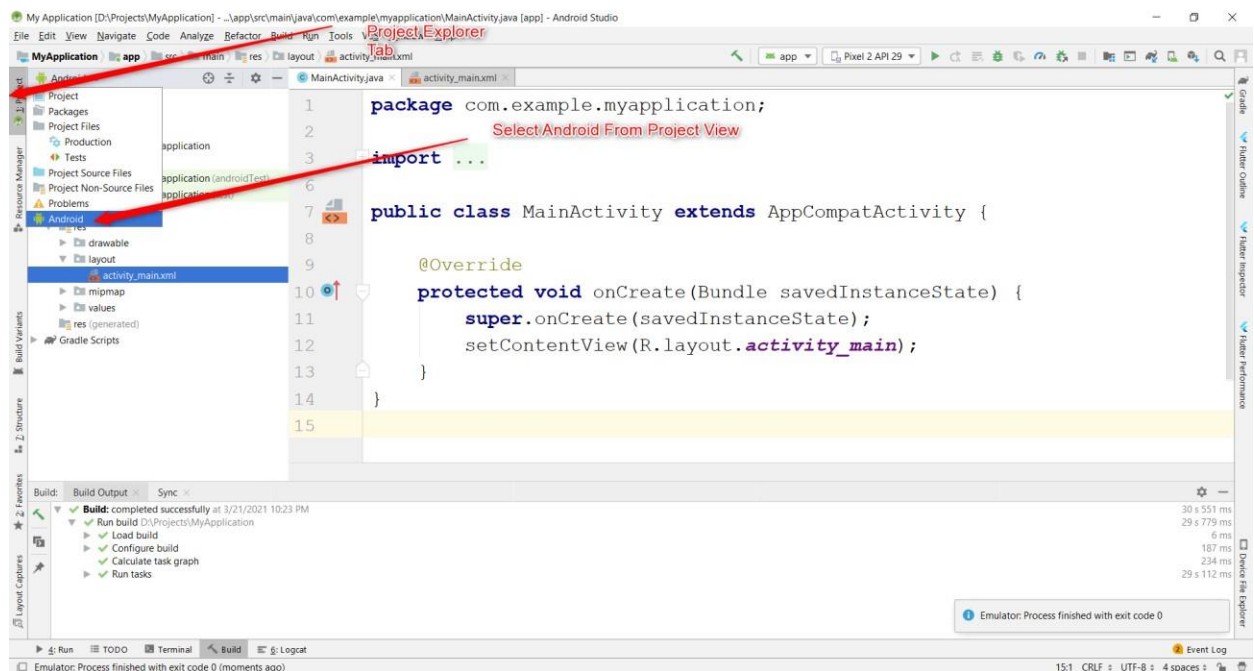 My Application [D:\Projects\MyApplication] - ...\app\src\main\java\com\example\myapplication\MainActivity.java [app] - Android Studio
File Edit View Navigate Code Analyze Refactor Build Run Tools
Project Explorer
Tab
MyApplication app src main res layout activity_main.xml
app Pixel 2 API 29
1: Project
Resource Manager
Build Variants
Z: Structure
2: Favorites
Layout Captures
Android
Project
Packages
Project Files
Production
Tests
Project Source Files
Project Non-Source Files
Problems
Android
application
application (androidTest)
application
res
drawable
layout
activity_main.xml
mipmap
values
res (generated)
Gradle Scripts
MainActivity.java activity_main.xml
Select Android From Project View
1 package com.example.myapplication;
2
3 import ...
6
7 public class MainActivity extends AppCompatActivity {
8
9 @Override
10 protected void onCreate(Bundle savedInstanceState) {
11 super.onCreate(savedInstanceState);
12 setContentView(R.layout.activity_main);
13 }
14 }
15
Gradle
Flutter Outline
Flutter Inspector
Flutter Performance
Device File Explorer
Build: Build Output Sync
Build: completed successfully at 3/21/2021 10:23 PM 30 s 551 ms
Run build D:\Projects\MyApplication 29 s 779 ms
Load build 6 ms
Configure build 187 ms
Calculate task graph 234 ms
Run tasks 29 s 112 ms
Emulator: Process finished with exit code 0
4: Run TODO Terminal Build 6: Logcat Event Log
Emulator: Process finished with exit code 0 (moments ago) 15:1 CRLF UTF-8 4 spaces